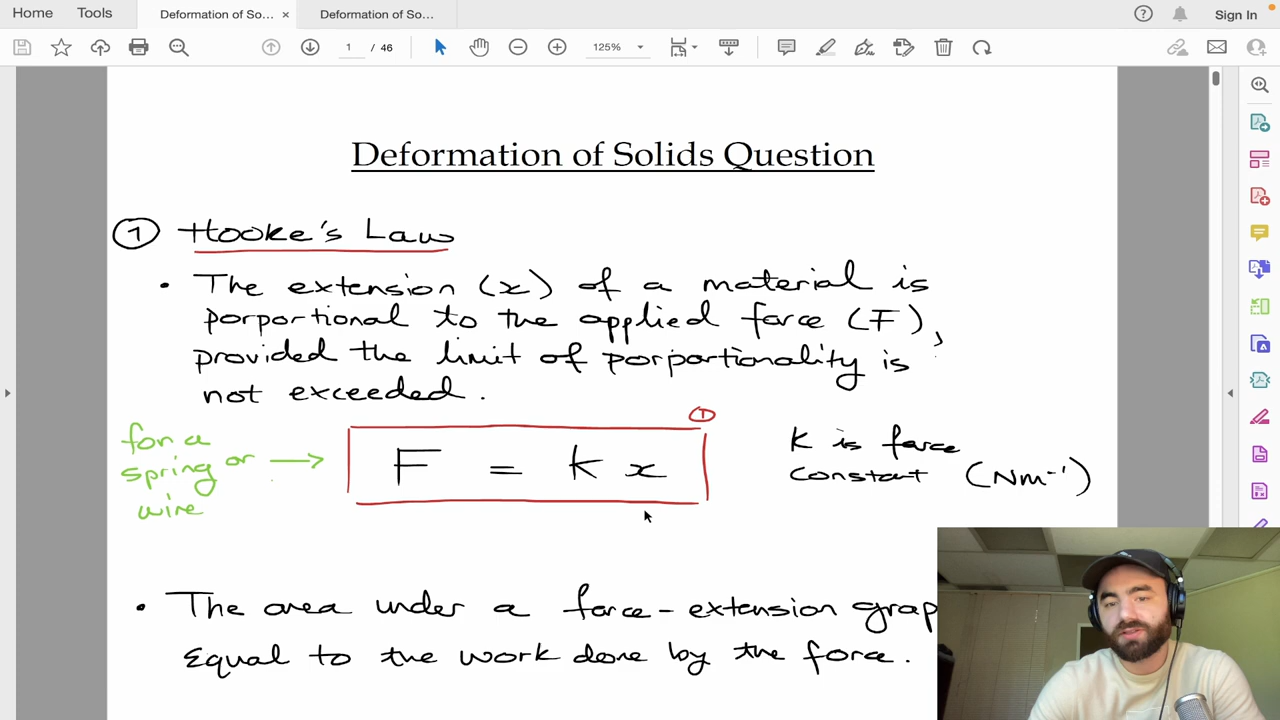 Home Tools Deformation of So... × Deformation of So... Sign In
1 / 46 125%
Deformation of Solids Question
1 Hooke's Law
• The extension (x) of a material is
porportional to the applied force (F),
provided the limit of porportionality is
not exceeded.
for a
spring or
wire
→ F = k x
1
K is force
constant (Nm⁻¹)
• The area under a force - extension grap
Equal to the work done by the force.